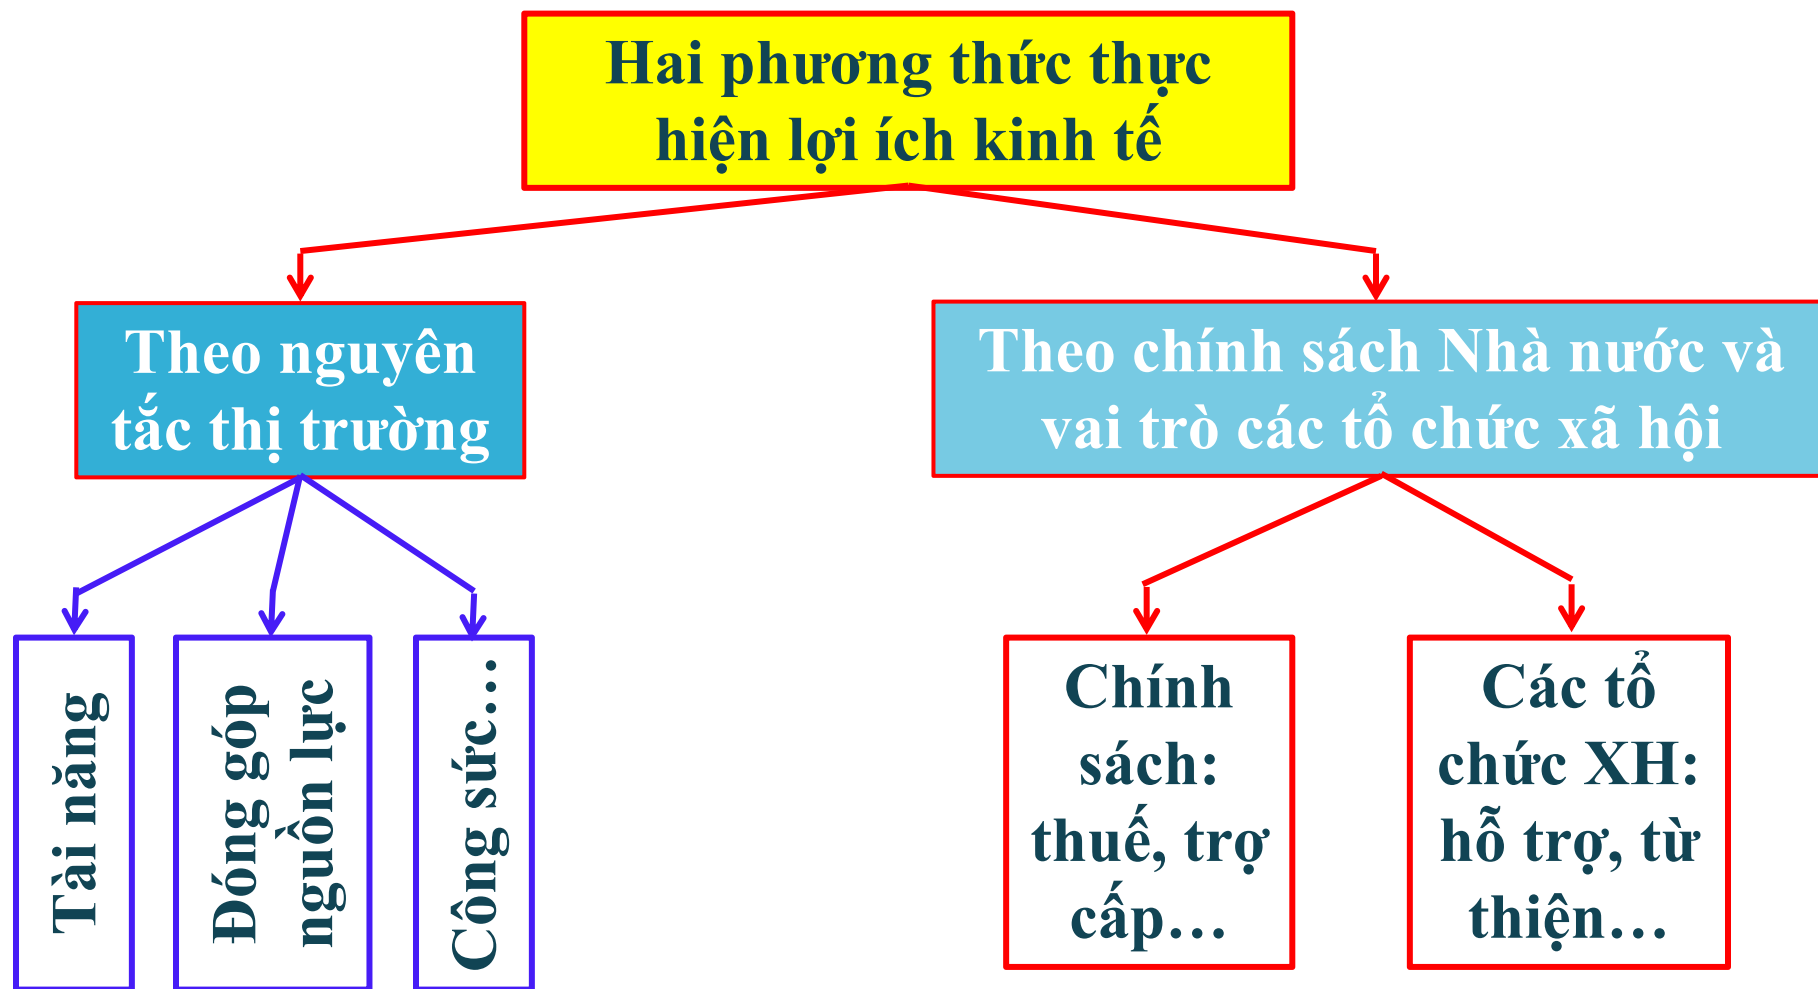 Hai phương thức thực
hiện lợi ích kinh tế
Theo nguyên
tắc thị trường
Theo chính sách Nhà nước và
vai trò các tổ chức xã hội
Tài năng
Đóng góp
nguồn lực
Công sức…
Chính
sách:
thuế, trợ
cấp…
Các tổ
chức XH:
hỗ trợ, từ
thiện…